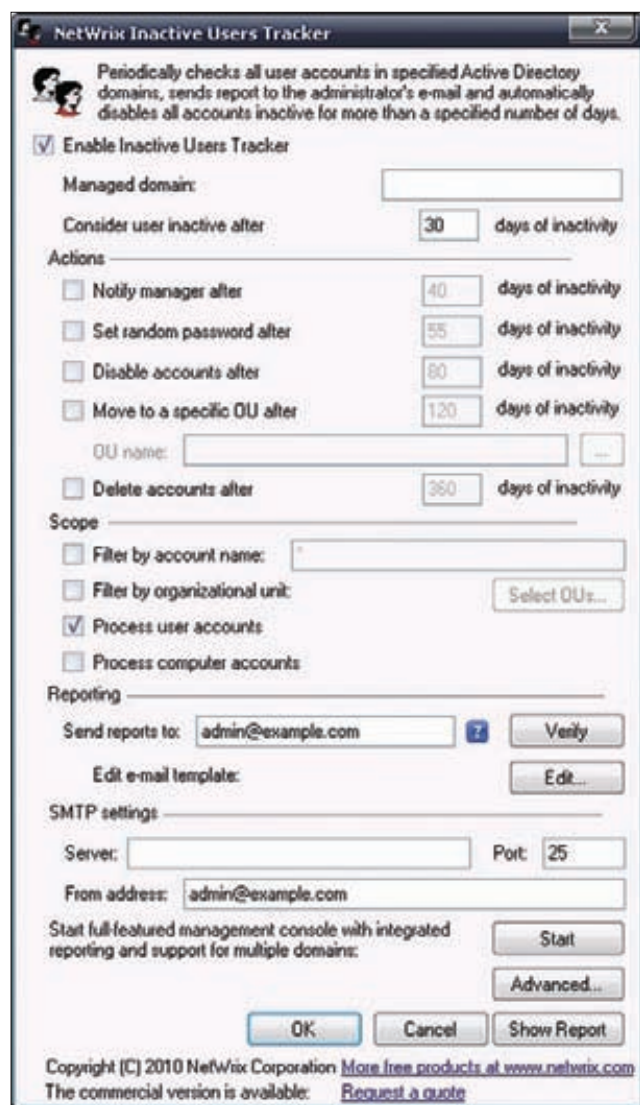 NetWrix Inactive Users Tracker
X
Periodically checks all user accounts in specified Active Directory
domains, sends report to the administrator's e-mail and automatically
disables all accounts inactive for more than a specified number of days.
Enable Inactive Users Tracker
Managed domain:
Consider user inactive after 30 days of inactivity
Actions
Notify manager after 40 days of inactivity
Set random password after 55 days of inactivity
Disable accounts after 80 days of inactivity
Move to a specific OU after 120 days of inactivity
OU name: ...
Delete accounts after 360 days of inactivity
Scope
Filter by account name: *
Filter by organizational unit: Select OUs...
Process user accounts
Process computer accounts
Reporting
Send reports to: admin@example.com ? Verify
Edit e-mail template: Edit...
SMTP settings
Server: Port: 25
From address: admin@example.com
Start full-featured management console with integrated
reporting and support for multiple domains: Start
Advanced...
OK Cancel Show Report
Copyright (C) 2010 NetWrix Corporation More free products at www.netwrix.com
The commercial version is available: Request a quote